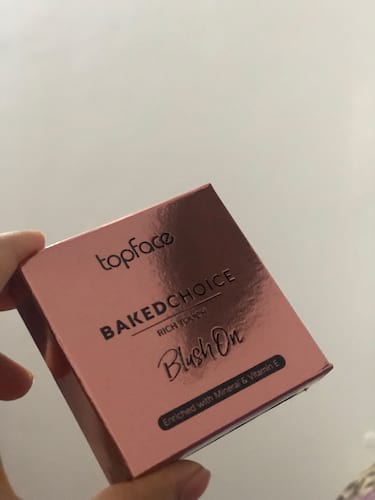 topface
BAKEDCHOICE
RICH TOUCH
Blush On
Enriched with Mineral & Vitamin E